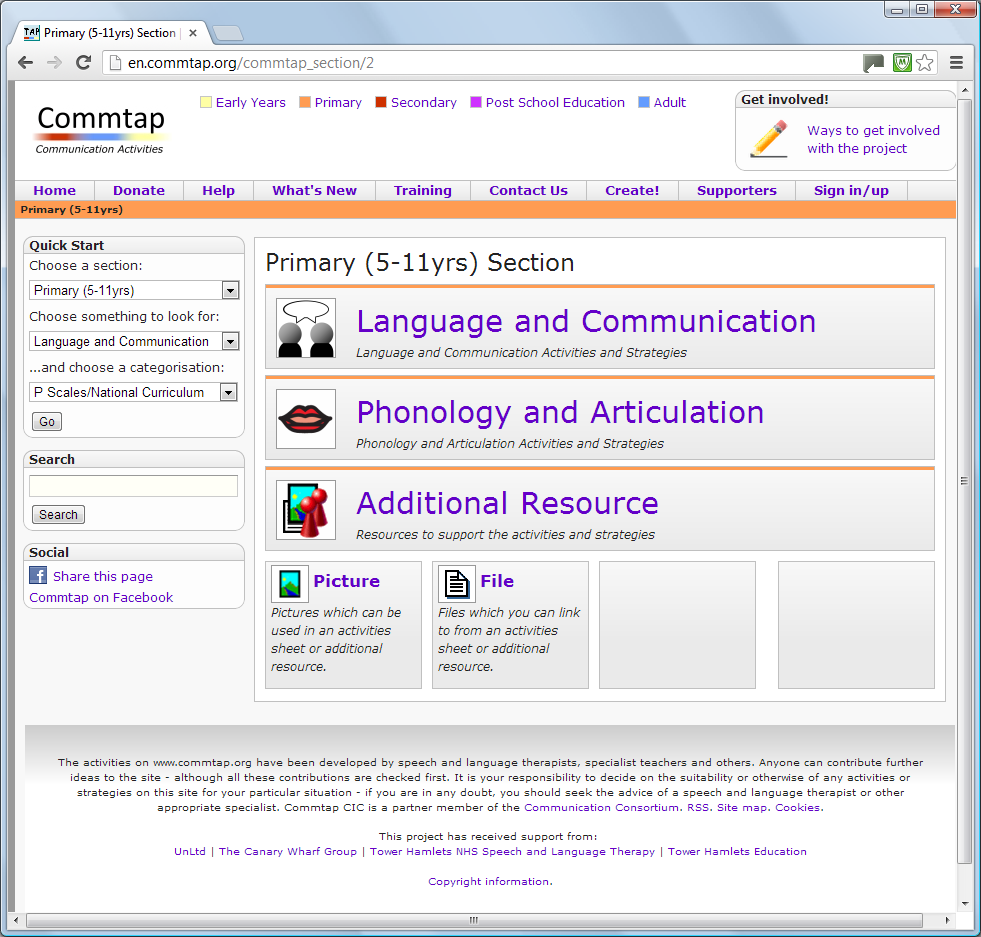 TAP Primary (5-11yrs) Section
en.commtap.org/commtap_section/2
Commtap
Communication Activities
Early Years Primary Secondary Post School Education Adult
Get involved!
Ways to get involved
with the project
Home Donate Help What's New Training Contact Us Create! Supporters Sign in/up
Primary (5-11yrs)
Quick Start
Choose a section:
Primary (5-11yrs)
Choose something to look for:
Language and Communication
...and choose a categorisation:
P Scales/National Curriculum
Go
Search
Search
Social
Share this page
Commtap on Facebook
Primary (5-11yrs) Section
Language and Communication
Language and Communication Activities and Strategies
Phonology and Articulation
Phonology and Articulation Activities and Strategies
Additional Resource
Resources to support the activities and strategies
Picture
Pictures which can be
used in an activities
sheet or additional
resource.
File
Files which you can link
to from an activities
sheet or additional
resource.
The activities on www.commtap.org have been developed by speech and language therapists, specialist teachers and others. Anyone can contribute further
ideas to the site - although all these contributions are checked first. It is your responsibility to decide on the suitability or otherwise of any activities or
strategies on this site for your particular situation - if you are in any doubt, you should seek the advice of a speech and language therapist or other
appropriate specialist. Commtap CIC is a partner member of the Communication Consortium. RSS. Site map. Cookies.
This project has received support from:
UnLtd | The Canary Wharf Group | Tower Hamlets NHS Speech and Language Therapy | Tower Hamlets Education
Copyright information.